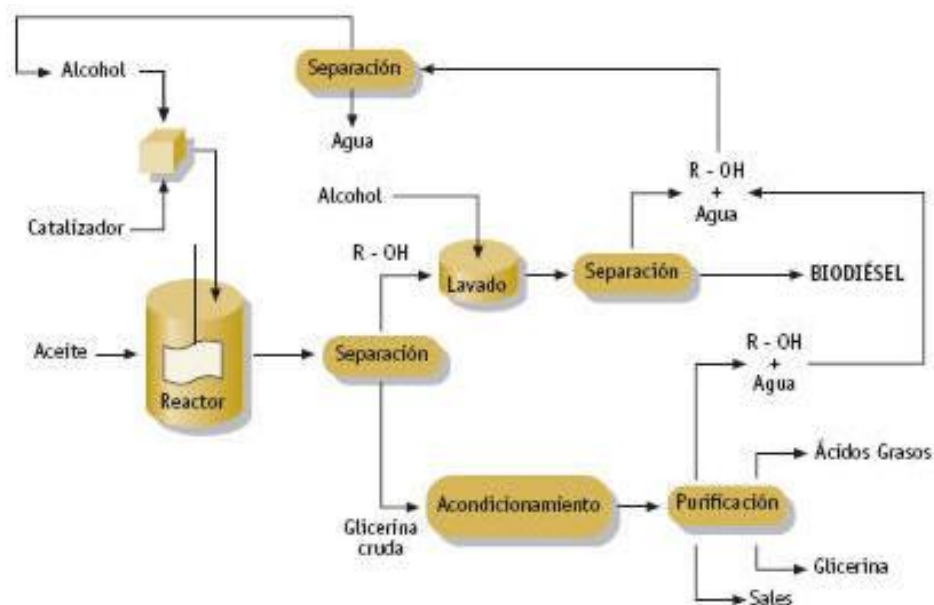 Alcohol
Separación
Agua
Catalizador
Alcohol
R - OH
+
Agua
R - OH
Lavado
Separación
BIODIÉSEL
Aceite
Reactor
Separación
R - OH
+
Agua
Ácidos Grasos
Glicerina
cruda
Acondicionamiento
Purificación
Glicerina
Sales